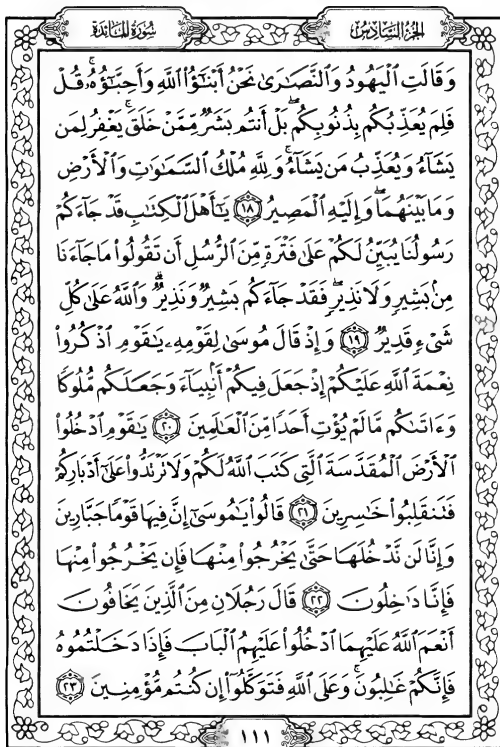 الجزء السادس سورة المائدة
وَقَالَتِ ٱلْيَهُودُ وَٱلنَّصَٰرَىٰ نَحْنُ أَبْنَٰٓؤُا۟ ٱللَّهِ وَأَحِبَّٰٓؤُهُۥۚ قُلْ
فَلِمَ يُعَذِّبُكُم بِذُنُوبِكُمۖ بَلْ أَنتُم بَشَرٌ مِّمَّنْ خَلَقَۚ يَغْفِرُ لِمَن
يَشَآءُ وَيُعَذِّبُ مَن يَشَآءُۚ وَلِلَّهِ مُلْكُ ٱلسَّمَٰوَٰتِ وَٱلْأَرْضِ
وَمَا بَيْنَهُمَاۖ وَإِلَيْهِ ٱلْمَصِيرُ ١٨ يَٰٓأَهْلَ ٱلْكِتَٰبِ قَدْ جَآءَكُمْ
رَسُولُنَا يُبَيِّنُ لَكُمْ عَلَىٰ فَتْرَةٍ مِّنَ ٱلرُّسُلِ أَن تَقُولُوا۟ مَا جَآءَنَا
مِنۢ بَشِيرٍ وَلَا نَذِيرٍۖ فَقَدْ جَآءَكُم بَشِيرٌ وَنَذِيرٌۗ وَٱللَّهُ عَلَىٰ كُلِّ
شَىْءٍ قَدِيرٌ ١٩ وَإِذْ قَالَ مُوسَىٰ لِقَوْمِهِۦ يَٰقَوْمِ ٱذْكُرُوا۟
نِعْمَةَ ٱللَّهِ عَلَيْكُمْ إِذْ جَعَلَ فِيكُمْ أَنۢبِيَآءَ وَجَعَلَكُم مُّلُوكًا
وَءَاتَىٰكُم مَّا لَمْ يُؤْتِ أَحَدًا مِّنَ ٱلْعَٰلَمِينَ ٢٠ يَٰقَوْمِ ٱدْخُلُوا۟
ٱلْأَرْضَ ٱلْمُقَدَّسَةَ ٱلَّتِى كَتَبَ ٱللَّهُ لَكُمْ وَلَا تَرْتَدُّوا۟ عَلَىٰٓ أَدْبَارِكُمْ
فَتَنقَلِبُوا۟ خَٰسِرِينَ ٢١ قَالُوا۟ يَٰمُوسَىٰٓ إِنَّ فِيهَا قَوْمًا جَبَّارِينَ
وَإِنَّا لَن نَّدْخُلَهَا حَتَّىٰ يَخْرُجُوا۟ مِنْهَا فَإِن يَخْرُجُوا۟ مِنْهَا
فَإِنَّا دَٰخِلُونَ ٢٢ قَالَ رَجُلَانِ مِنَ ٱلَّذِينَ يَخَافُونَ
أَنْعَمَ ٱللَّهُ عَلَيْهِمَا ٱدْخُلُوا۟ عَلَيْهِمُ ٱلْبَابَ فَإِذَا دَخَلْتُمُوهُ
فَإِنَّكُمْ غَٰلِبُونَۚ وَعَلَى ٱللَّهِ فَتَوَكَّلُوٓا۟ إِن كُنتُم مُّؤْمِنِينَ ٢٣
١١١